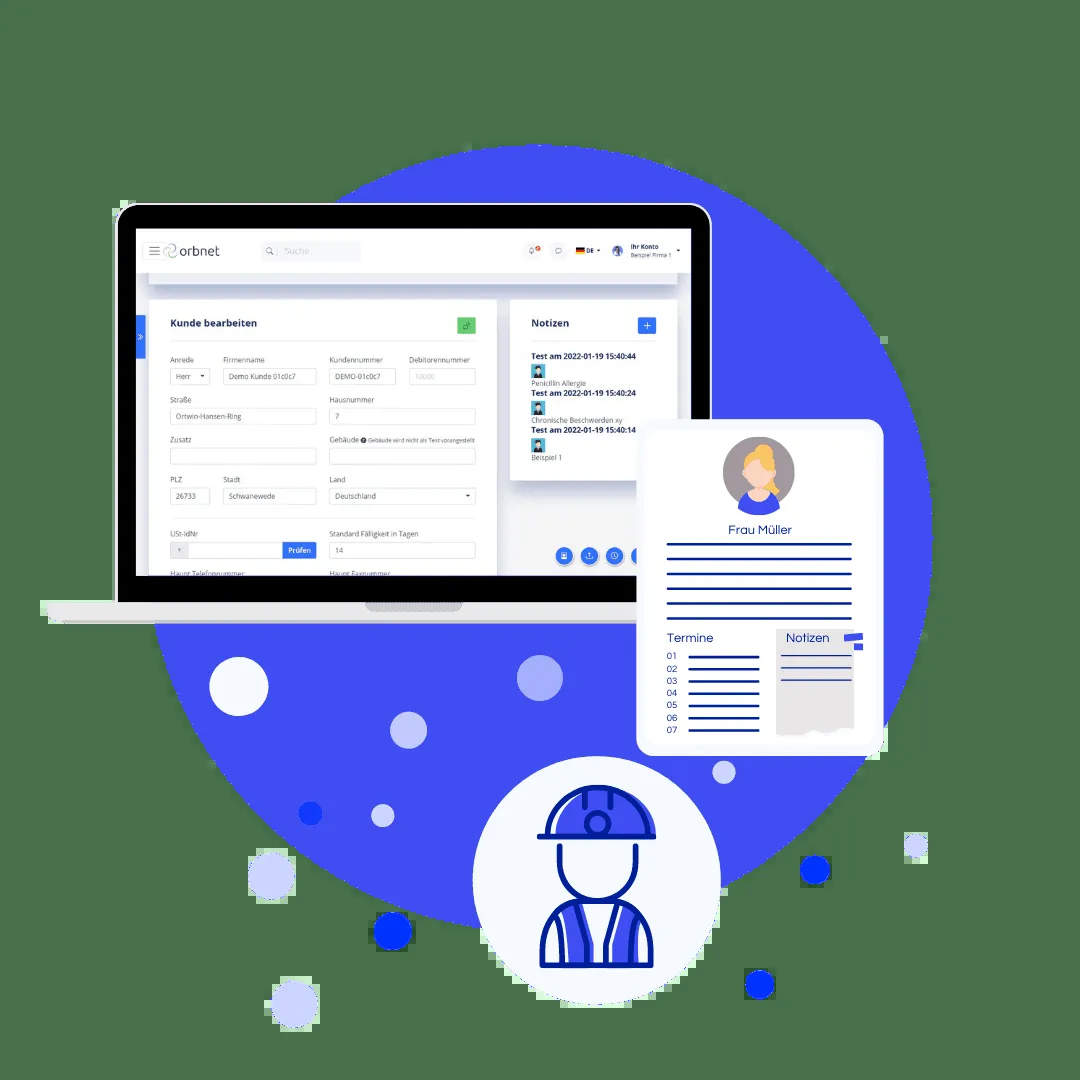 orbnet
Suche
DE
Ihr Konto
Beispiel Firma 1
Kunde bearbeiten
Anrede Firmenname Kundennummer Debitorennummer
Herr Demo Kunde 01c0c7 DEMO-01c0c7 10000
Straße Hausnummer
Ortwin-Hansen-Ring 7
Zusatz Gebäude Gebäude wird nicht als Text vorangestellt
PLZ Stadt Land
26733 Schwanewede Deutschland
USt-IdNr Standard Fälligkeit in Tagen
Prüfen 14
Haupt Telefonnummer Haupt Faxnummer
Notizen
+
Test am 2022-01-19 15:40:44
Penicillin Allergie
Test am 2022-01-19 15:40:24
Chronische Beschwerden xy
Test am 2022-01-19 15:40:14
Beispiel 1
Frau Müller
Termine
01
02
03
04
05
06
07
Notizen